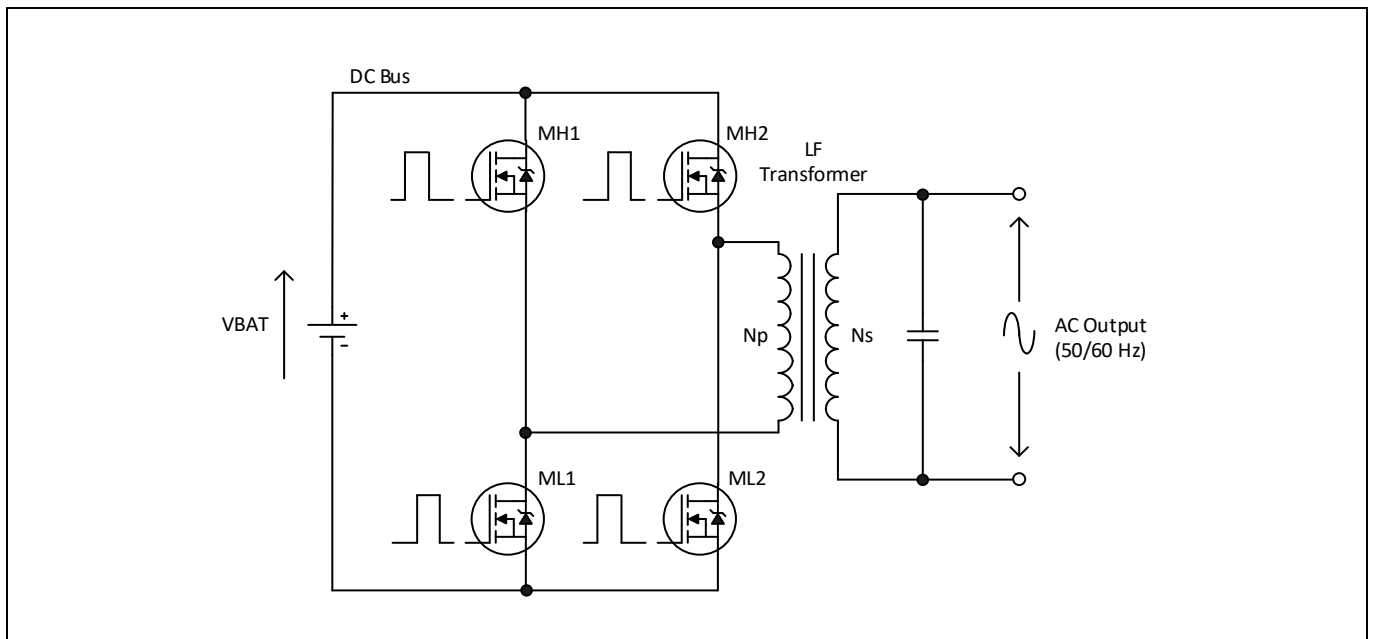 DC Bus
MH1
MH2
LF
Transformer
VBAT
+
-
Np
Ns
AC Output
(50/60 Hz)
ML1
ML2